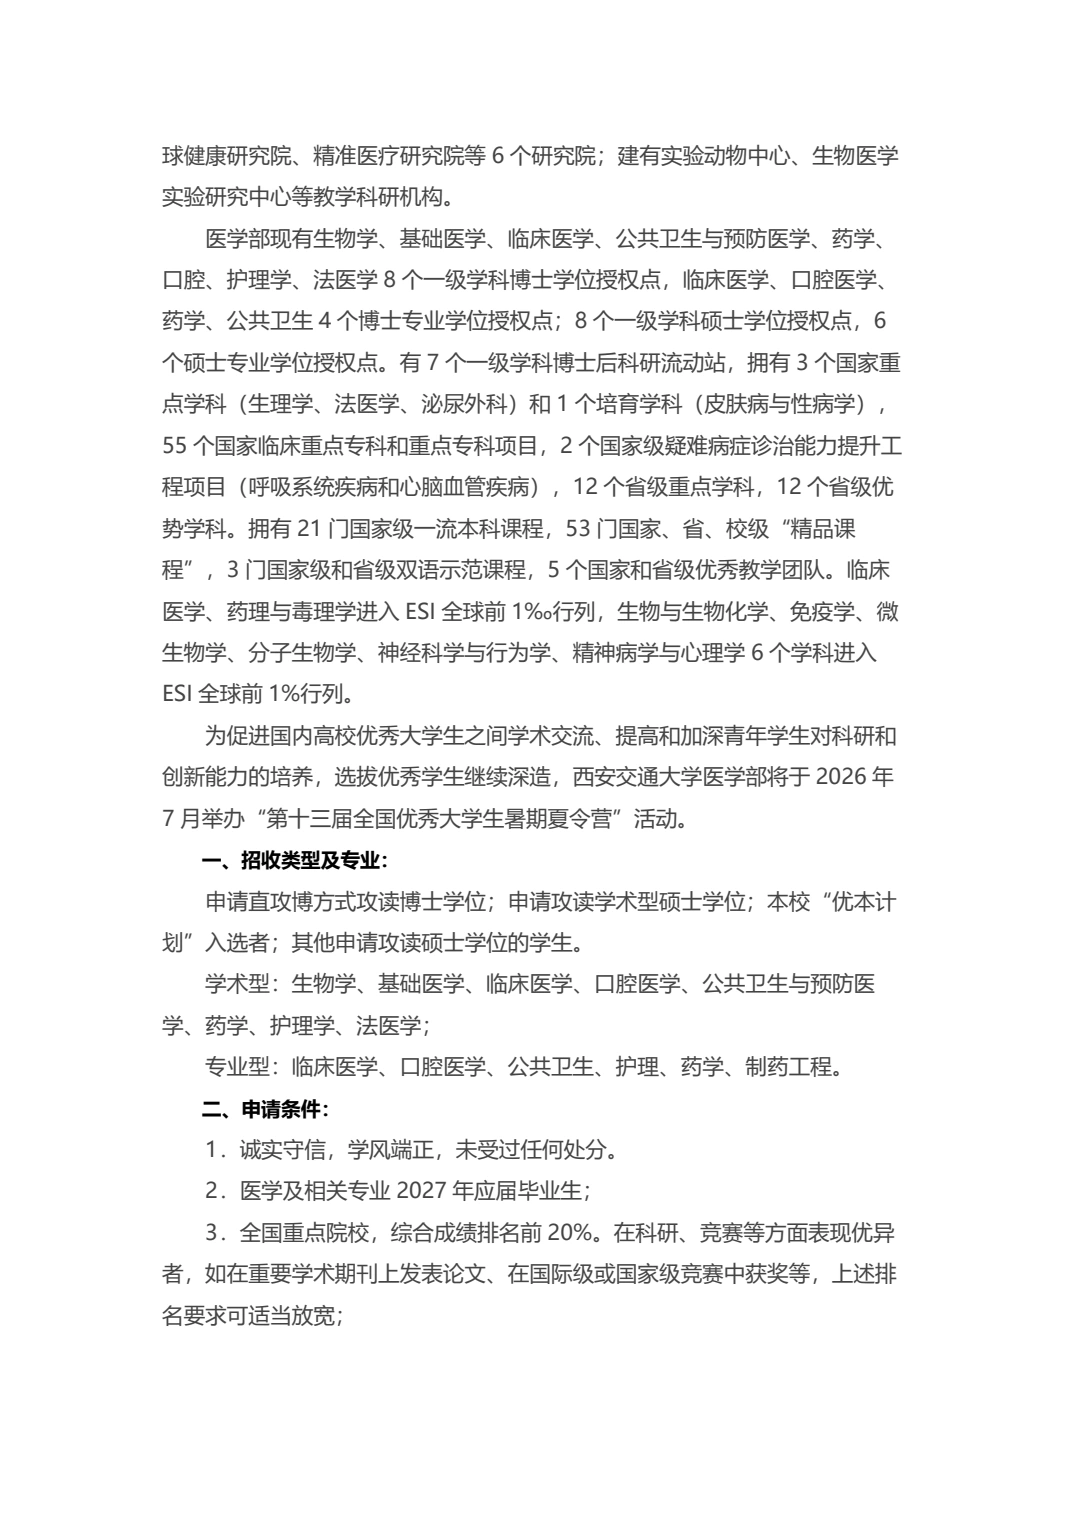 球健康研究院、精准医疗研究院等 6 个研究院；建有实验动物中心、生物医学
实验研究中心等教学科研机构。
医学部现有生物学、基础医学、临床医学、公共卫生与预防医学、药学、
口腔、护理学、法医学 8 个一级学科博士学位授权点，临床医学、口腔医学、
药学、公共卫生 4 个博士专业学位授权点；8 个一级学科硕士学位授权点，6
个硕士专业学位授权点。有 7 个一级学科博士后科研流动站，拥有 3 个国家重
点学科（生理学、法医学、泌尿外科）和 1 个培育学科（皮肤病与性病学），
55 个国家临床重点专科和重点专科项目，2 个国家级疑难病症诊治能力提升工
程项目（呼吸系统疾病和心脑血管疾病），12 个省级重点学科，12 个省级优
势学科。拥有 21 门国家级一流本科课程，53 门国家、省、校级“精品课
程”，3 门国家级和省级双语示范课程，5 个国家和省级优秀教学团队。临床
医学、药理与毒理学进入 ESI 全球前 1‰行列，生物与生物化学、免疫学、微
生物学、分子生物学、神经科学与行为学、精神病学与心理学 6 个学科进入
ESI 全球前 1%行列。
为促进国内高校优秀大学生之间学术交流、提高和加深青年学生对科研和
创新能力的培养，选拔优秀学生继续深造，西安交通大学医学部将于 2026 年
7 月举办“第十三届全国优秀大学生暑期夏令营”活动。
一、招收类型及专业：
申请直攻博方式攻读博士学位；申请攻读学术型硕士学位；本校“优本计
划”入选者；其他申请攻读硕士学位的学生。
学术型：生物学、基础医学、临床医学、口腔医学、公共卫生与预防医
学、药学、护理学、法医学；
专业型：临床医学、口腔医学、公共卫生、护理、药学、制药工程。
二、申请条件：
1．诚实守信，学风端正，未受过任何处分。
2．医学及相关专业 2027 年应届毕业生；
3．全国重点院校，综合成绩排名前 20%。在科研、竞赛等方面表现优异
者，如在重要学术期刊上发表论文、在国际级或国家级竞赛中获奖等，上述排
名要求可适当放宽；